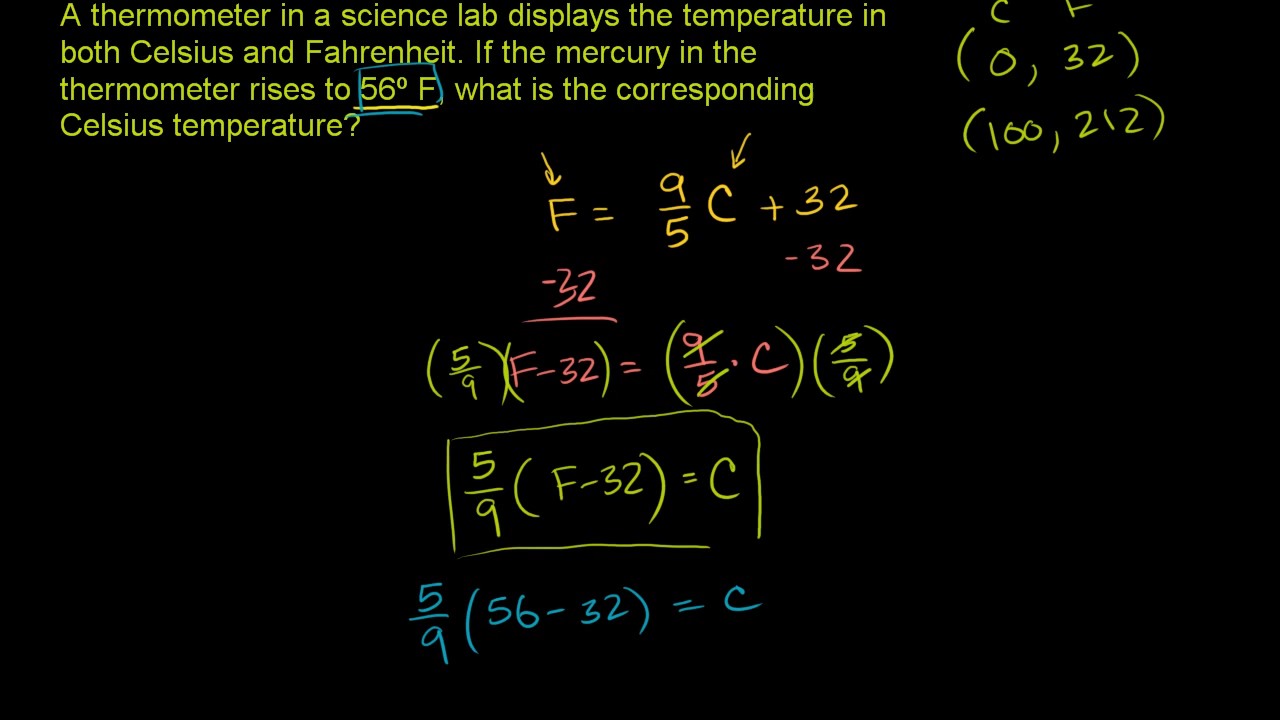 A thermometer in a science lab displays the temperature in
both Celsius and Fahrenheit. If the mercury in the
thermometer rises to 56º F, what is the corresponding
Celsius temperature?
C F
(0, 32)
(100, 212)
F = 9/5 C + 32
-32 -32
(5/9)(F-32) = (9/5 · C)(5/9)
5/9 (F-32) = C
5/9 (56-32) = C